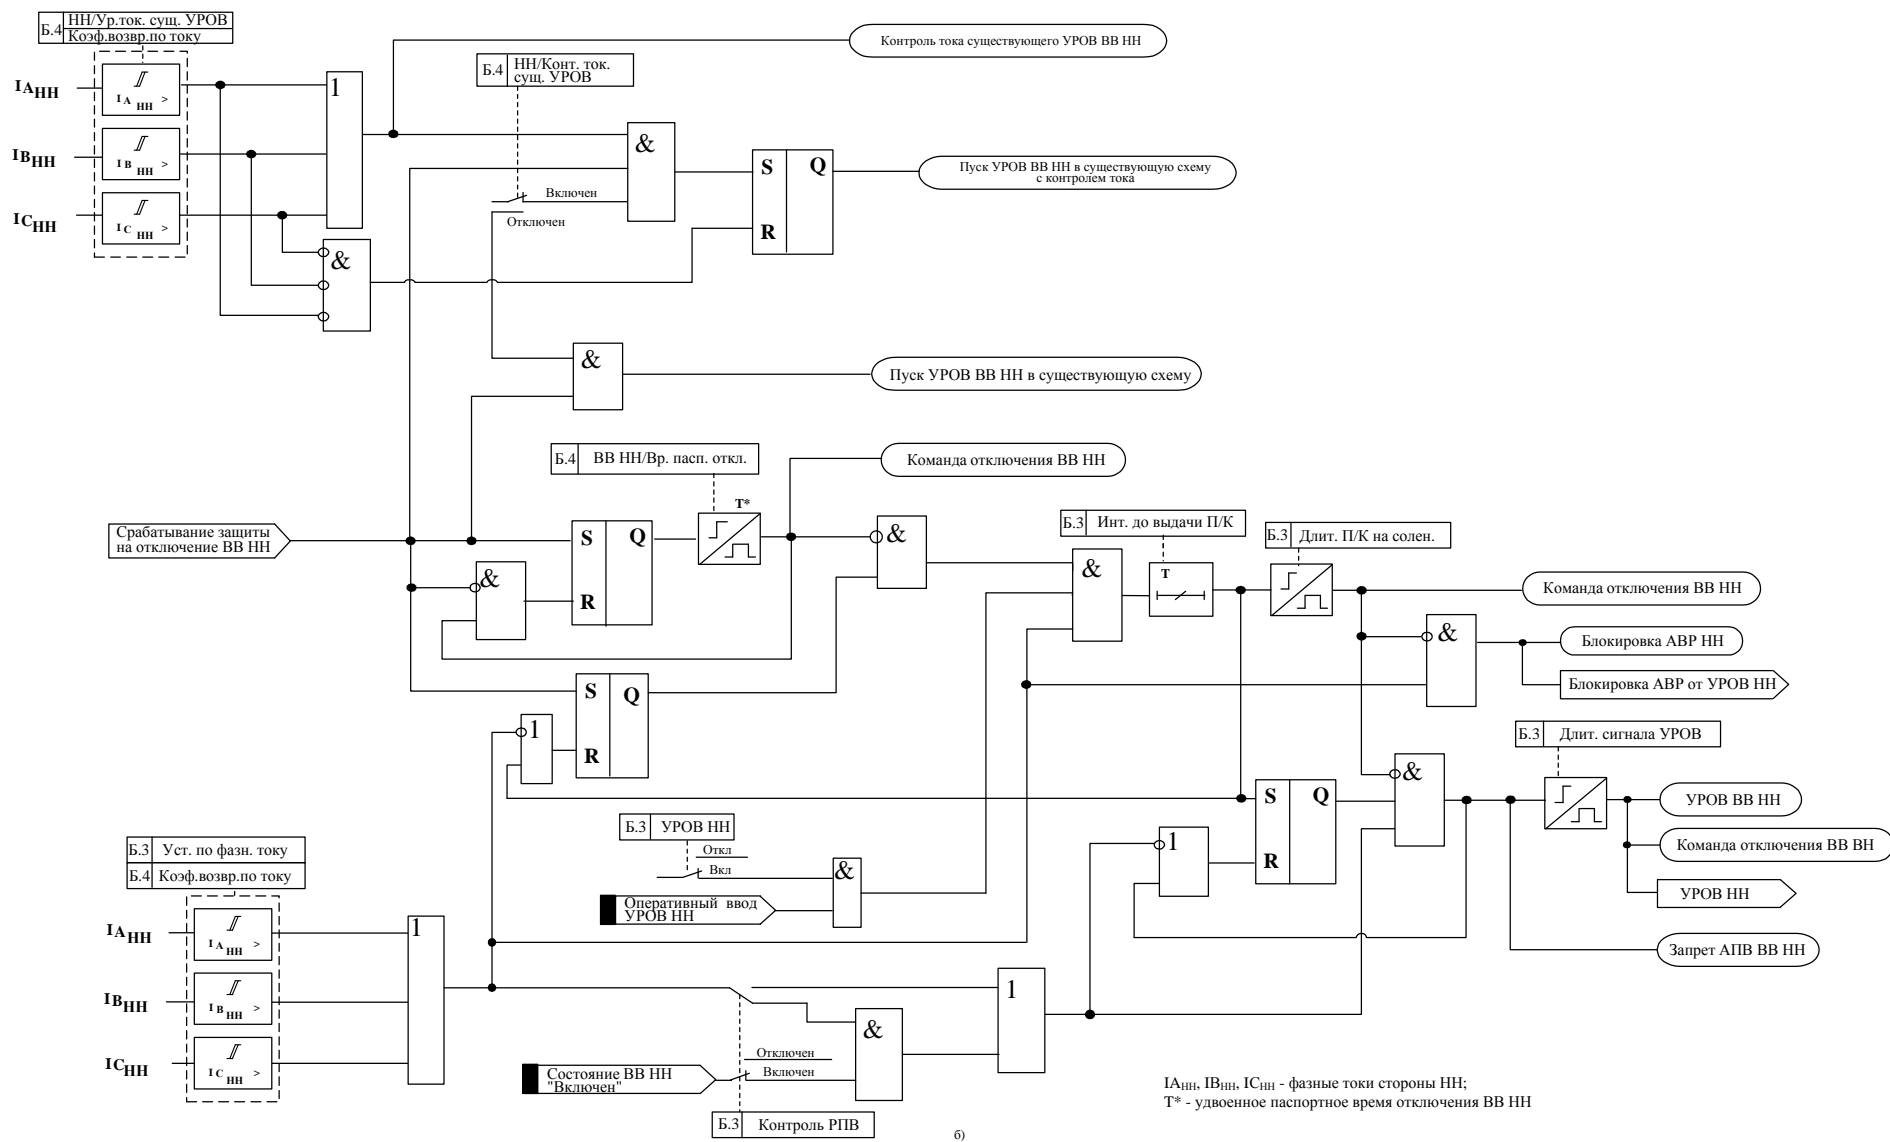 Б.4 НН/Ур.ток. сущ. УРОВ
Коэф.возвр.по току
Контроль тока существующего УРОВ ВВ НН
Б.4 НН/Конт. ток.
сущ. УРОВ
IAНН
I A НН >
1
IBНН
I B НН >
&
S Q
Пуск УРОВ ВВ НН в существующую схему
с контролем тока
Включен
ICНН
I C НН >
Отключен
R
&
&
Пуск УРОВ ВВ НН в существующую схему
Б.4 ВВ НН/Вр. пасп. откл.
Команда отключения ВВ НН
T*
Срабатывание защиты
на отключение ВВ НН
S Q
&
Б.3 Инт. до выдачи П/К
Б.3 Длит. П/К на солен.
&
R
&
T
Команда отключения ВВ НН
&
Блокировка АВР НН
Блокировка АВР от УРОВ НН
S Q
1
R
Б.3 Длит. сигнала УРОВ
&
S Q
УРОВ ВВ НН
Б.3 УРОВ НН
Откл
Вкл
1
R
Команда отключения ВВ ВН
&
УРОВ НН
Оперативный ввод
УРОВ НН
Запрет АПВ ВВ НН
Б.3 Уст. по фазн. току
Б.4 Коэф.возвр.по току
IAНН
I A НН >
1
IBНН
I B НН >
1
&
ICНН
I C НН >
Отключен
Включен
Состояние ВВ НН
"Включен"
Б.3 Контроль РПВ
IAНН, IBНН, ICНН - фазные токи стороны НН;
T* - удвоенное паспортное время отключения ВВ НН
б)